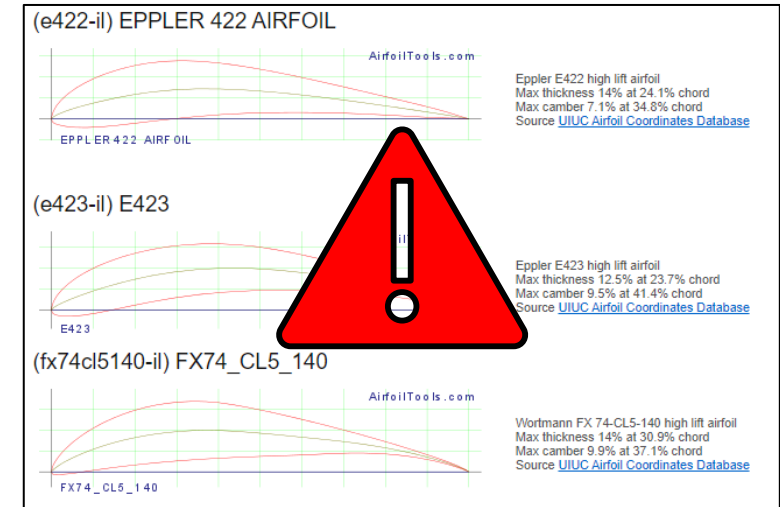 (e422-il) EPPLER 422 AIRFOIL
AirfoilTools.com
EPPLER 422 AIRFOIL
Eppler E422 high lift airfoil
Max thickness 14% at 24.1% chord
Max camber 7.1% at 34.8% chord
Source UIUC Airfoil Coordinates Database
(e423-il) E423
E423
Eppler E423 high lift airfoil
Max thickness 12.5% at 23.7% chord
Max camber 9.5% at 41.4% chord
Source UIUC Airfoil Coordinates Database
(fx74cl5140-il) FX74_CL5_140
AirfoilTools.com
FX74_CL5_140
Wortmann FX 74-CL5-140 high lift airfoil
Max thickness 14% at 30.9% chord
Max camber 9.9% at 37.1% chord
Source UIUC Airfoil Coordinates Database